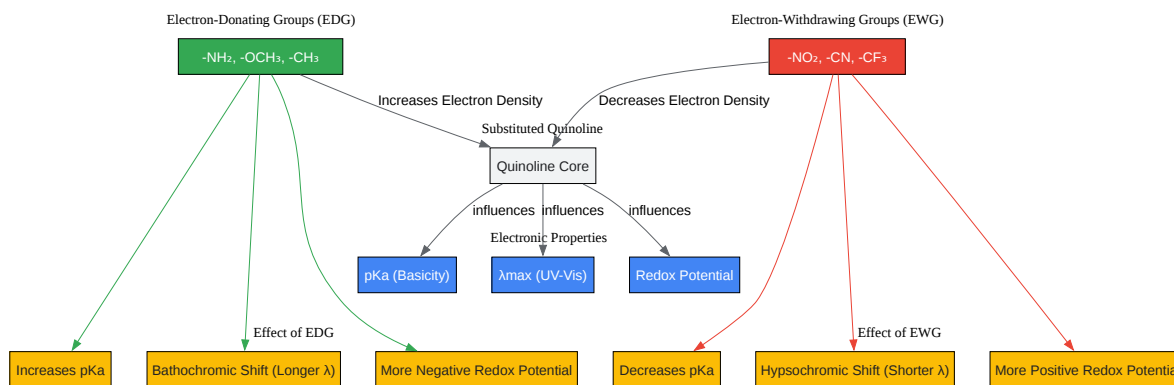 Electron-Donating Groups (EDG)
Electron-Withdrawing Groups (EWG)
-NH₂, -OCH₃, -CH₃
-NO₂, -CN, -CF₃
Increases Electron Density
Decreases Electron Density
Substituted Quinoline
Quinoline Core
influences
influences
influences
Electronic Properties
pKa (Basicity)
λmax (UV-Vis)
Redox Potential
Effect of EDG
Effect of EWG
Increases pKa
Bathochromic Shift (Longer λ)
More Negative Redox Potential
Decreases pKa
Hypsochromic Shift (Shorter λ)
More Positive Redox Potential